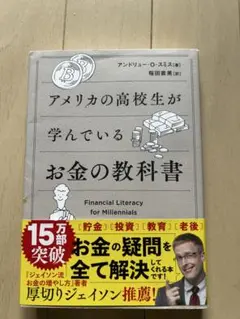 アンドリュー・O・スミス[著]
桜田直美[訳]
アメリカの高校生が
学んでいる
お金の教科書
Financial Literacy
for Millennials
15万部
突破
貯金 投資 教育 老後
お金の疑問を
全て解決してくれる本です!
『ジェイソン流
お金の増やし方』著者
厚切りジェイソン推薦!